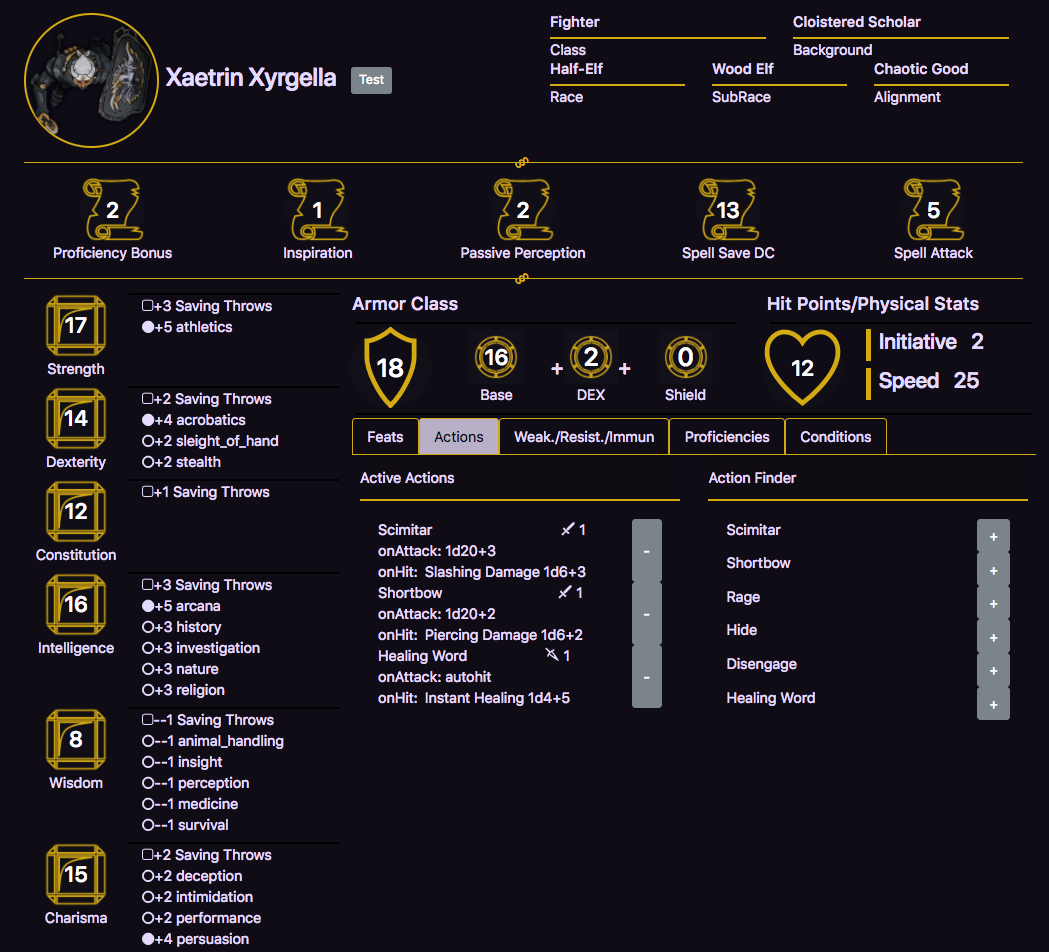 Fighter
Class
Cloistered Scholar
Background
Half-Elf
Race
Wood Elf
SubRace
Chaotic Good
Alignment
Xaetrin Xyrgella
Test
2
Proficiency Bonus
1
Inspiration
2
Passive Perception
13
Spell Save DC
5
Spell Attack
17
Strength
+3 Saving Throws
+5 athletics
14
Dexterity
+2 Saving Throws
+4 acrobatics
+2 sleight_of_hand
+2 stealth
12
Constitution
+1 Saving Throws
16
Intelligence
+3 Saving Throws
+5 arcana
+3 history
+3 investigation
+3 nature
+3 religion
8
Wisdom
--1 Saving Throws
--1 animal_handling
--1 insight
--1 perception
--1 medicine
--1 survival
15
Charisma
+2 Saving Throws
+2 deception
+2 intimidation
+2 performance
+4 persuasion
Armor Class
18
16
Base
+
2
DEX
+
0
Shield
Hit Points/Physical Stats
12
Initiative 2
Speed 25
Feats
Actions
Weak./Resist./Immun
Proficiencies
Conditions
Active Actions
Scimitar 1
onAttack: 1d20+3
onHit: Slashing Damage 1d6+3
-
Shortbow 1
onAttack: 1d20+2
onHit: Piercing Damage 1d6+2
-
Healing Word 1
onAttack: autohit
onHit: Instant Healing 1d4+5
-
Action Finder
Scimitar +
Shortbow +
Rage +
Hide +
Disengage +
Healing Word +